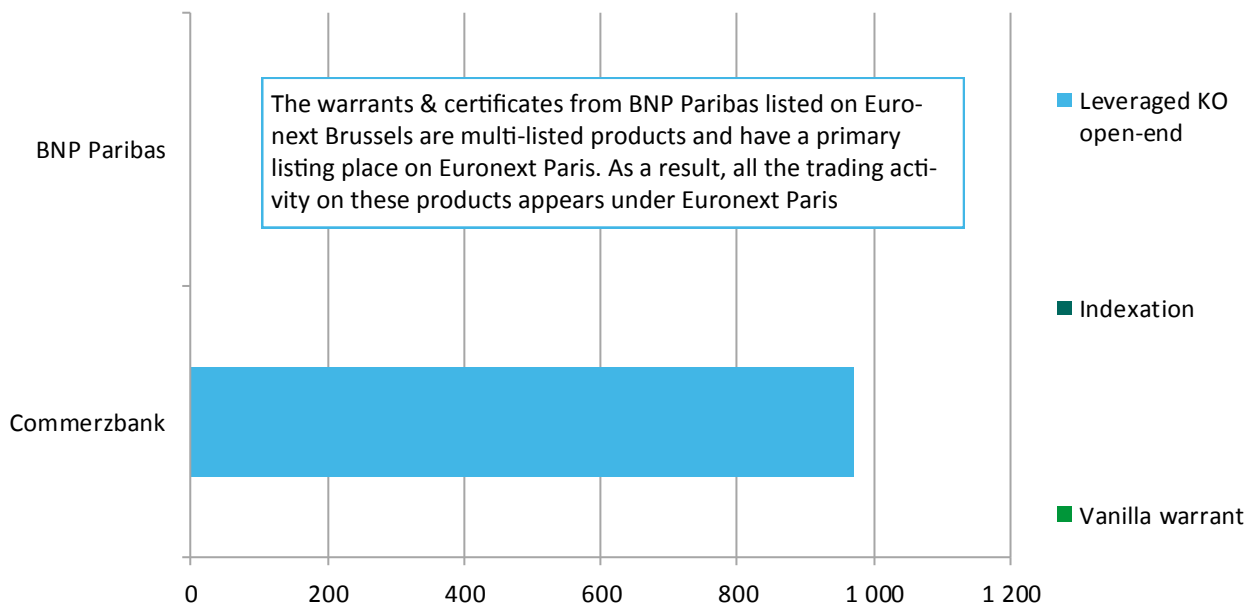 BNP Paribas
The warrants & certificates from BNP Paribas listed on Euro-
next Brussels are multi-listed products and have a primary
listing place on Euronext Paris. As a result, all the trading acti-
vity on these products appears under Euronext Paris
Commerzbank
0 200 400 600 800 1 000 1 200
Leveraged KO
open-end
Indexation
Vanilla warrant